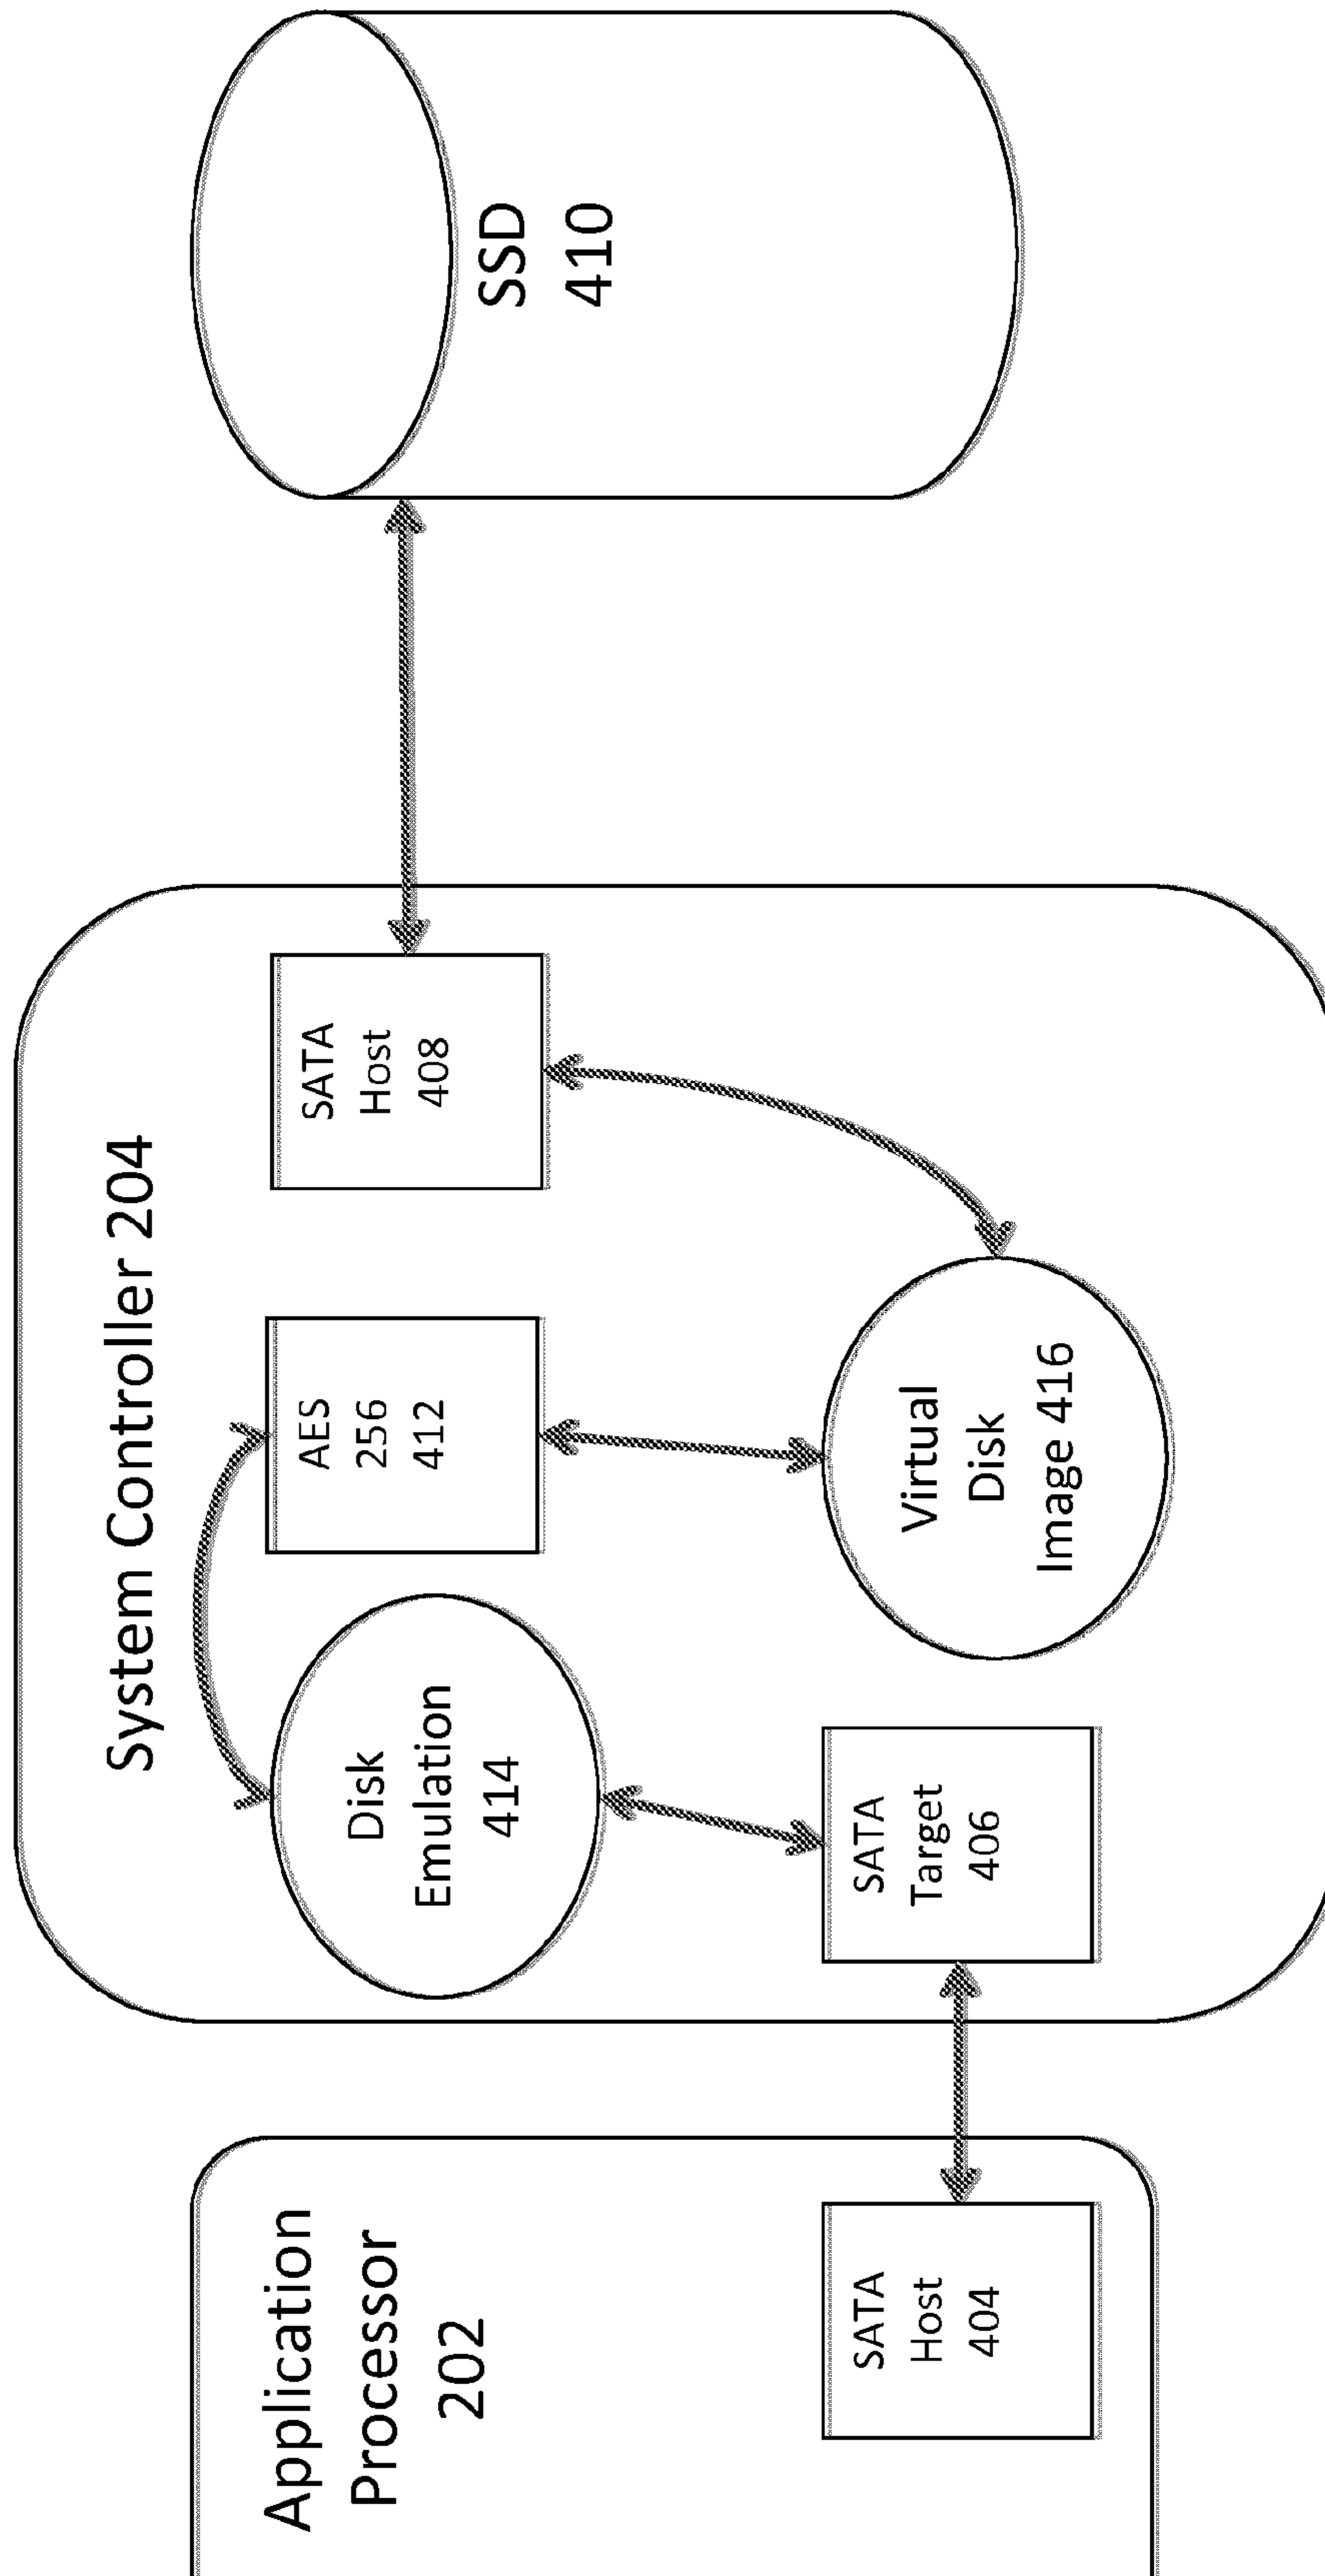 Application
Processor
202
SATA
Host
404
System Controller 204
Disk
Emulation
414
AES
256
412
SATA
Host
408
SATA
Target
406
Virtual
Disk
Image 416
SSD
410